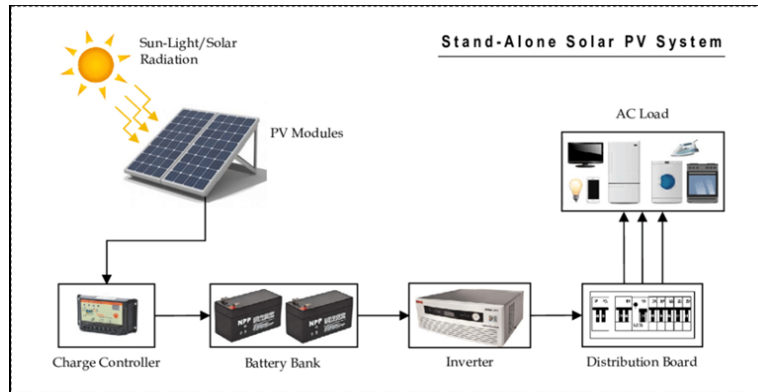 Stand-Alone Solar PV System
Sun-Light/Solar
Radiation
PV Modules
AC Load
NPP
NPP
Charge Controller
Battery Bank
Inverter
Distribution Board